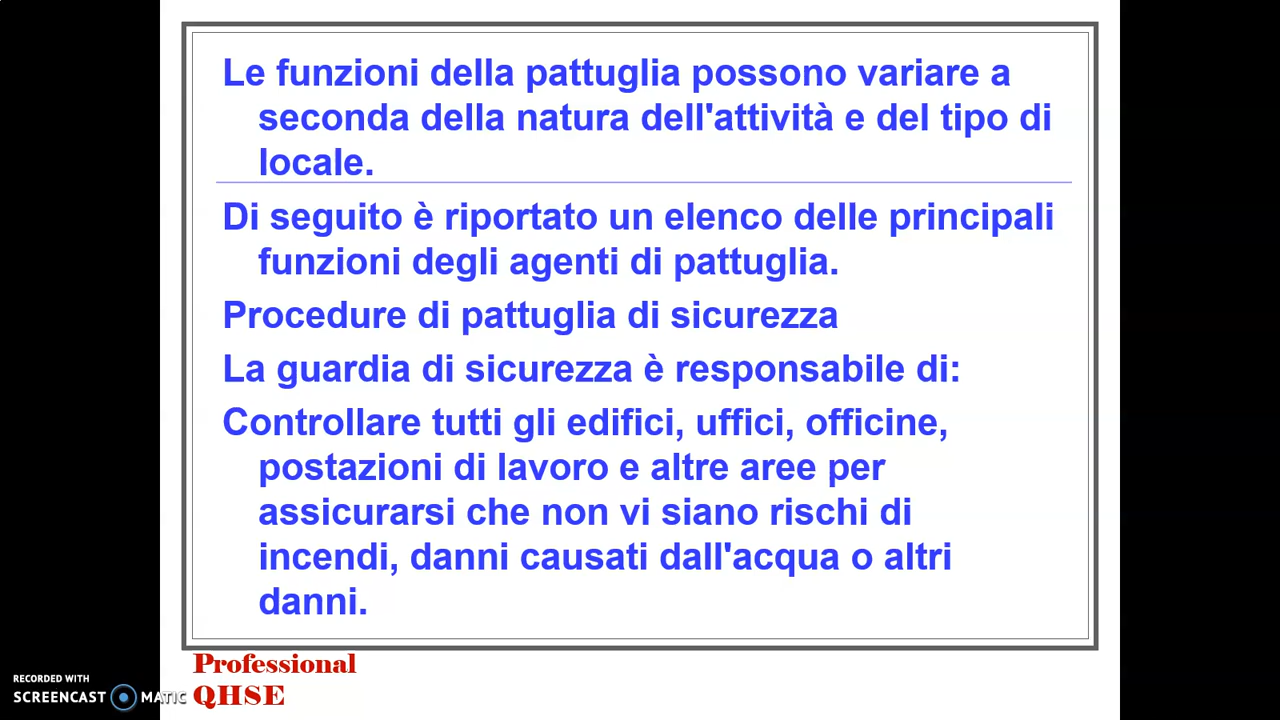 Le funzioni della pattuglia possono variare a
seconda della natura dell'attività e del tipo di
locale.
Di seguito è riportato un elenco delle principali
funzioni degli agenti di pattuglia.
Procedure di pattuglia di sicurezza
La guardia di sicurezza è responsabile di:
Controllare tutti gli edifici, uffici, officine,
postazioni di lavoro e altre aree per
assicurarsi che non vi siano rischi di
incendi, danni causati dall'acqua o altri
danni.
Professional
QHSE
RECORDED WITH
SCREENCAST MATIC